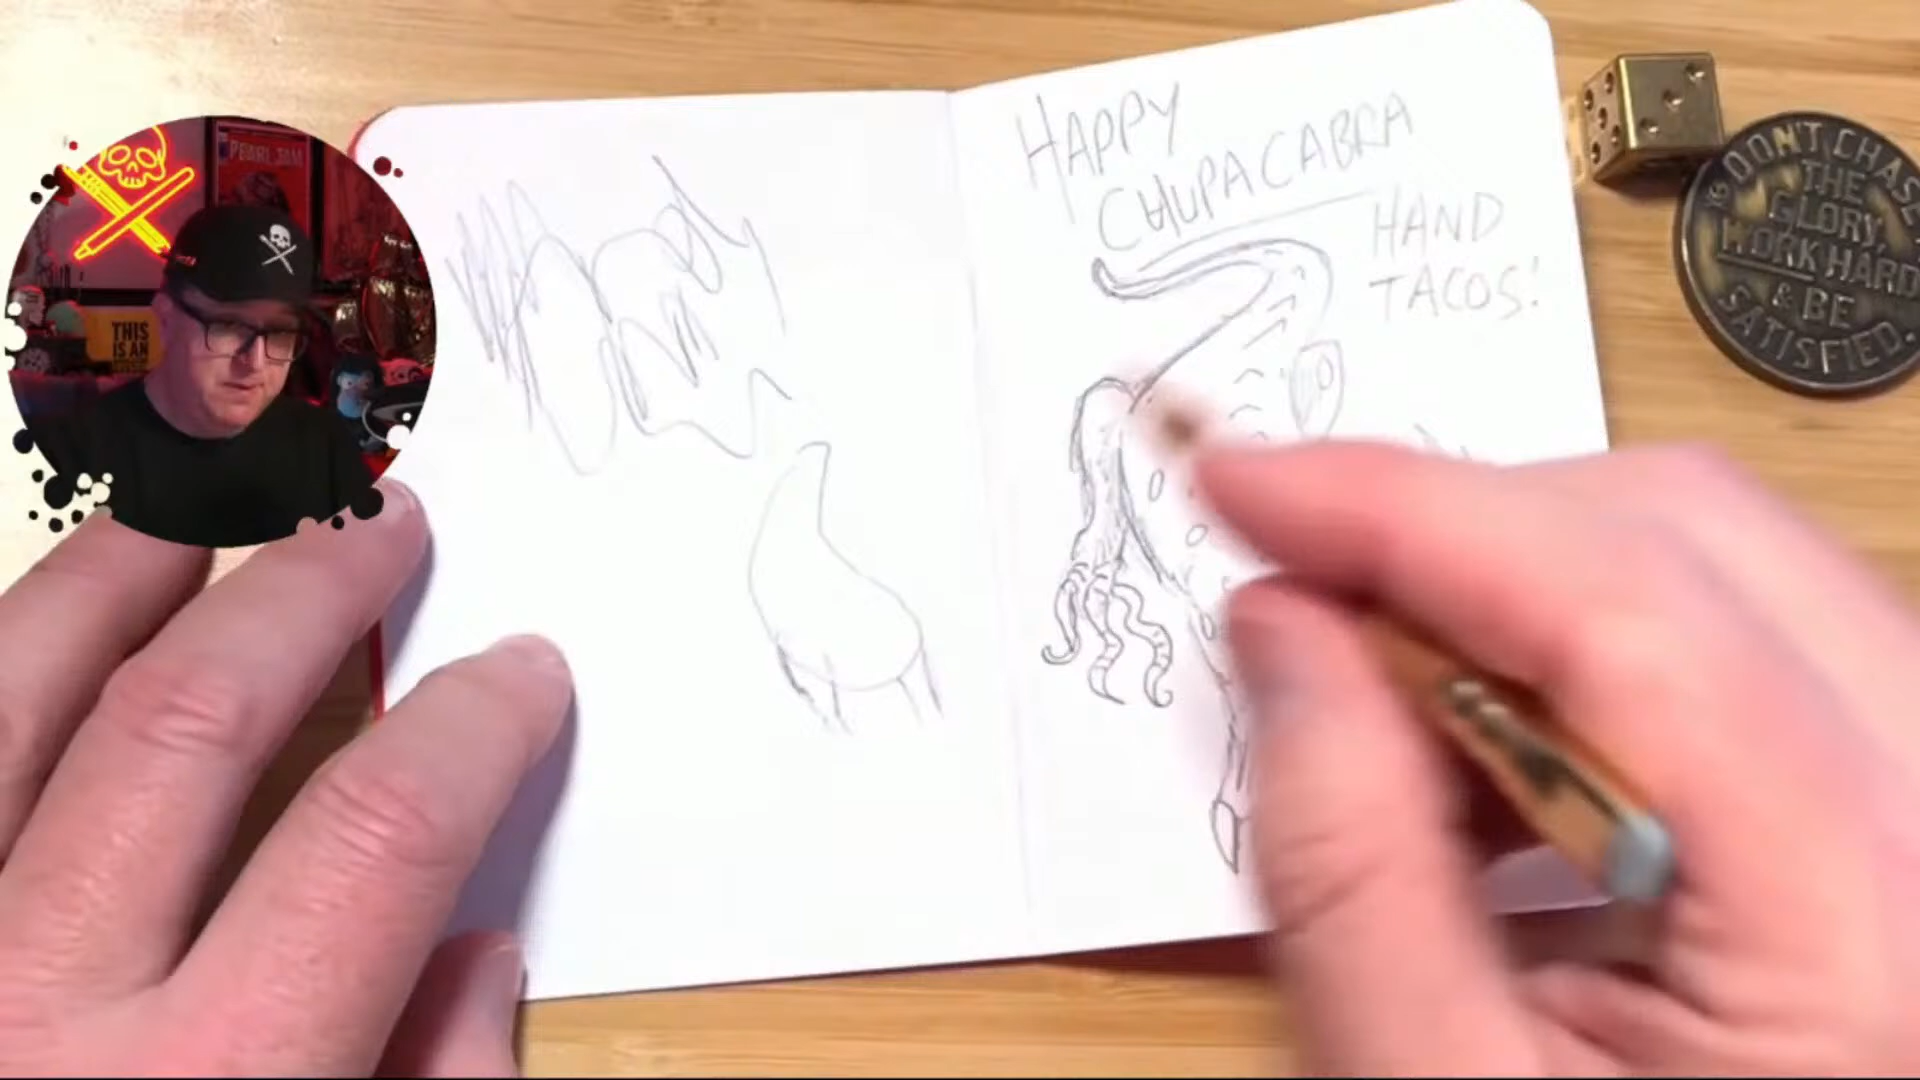 PEARL JAM
THIS
IS AN
HAPPY
CHUPACABRA
HAND
TACOS!
DON'T CHASE
THE
GLORY,
WORK HARD
& BE
SATISFIED.